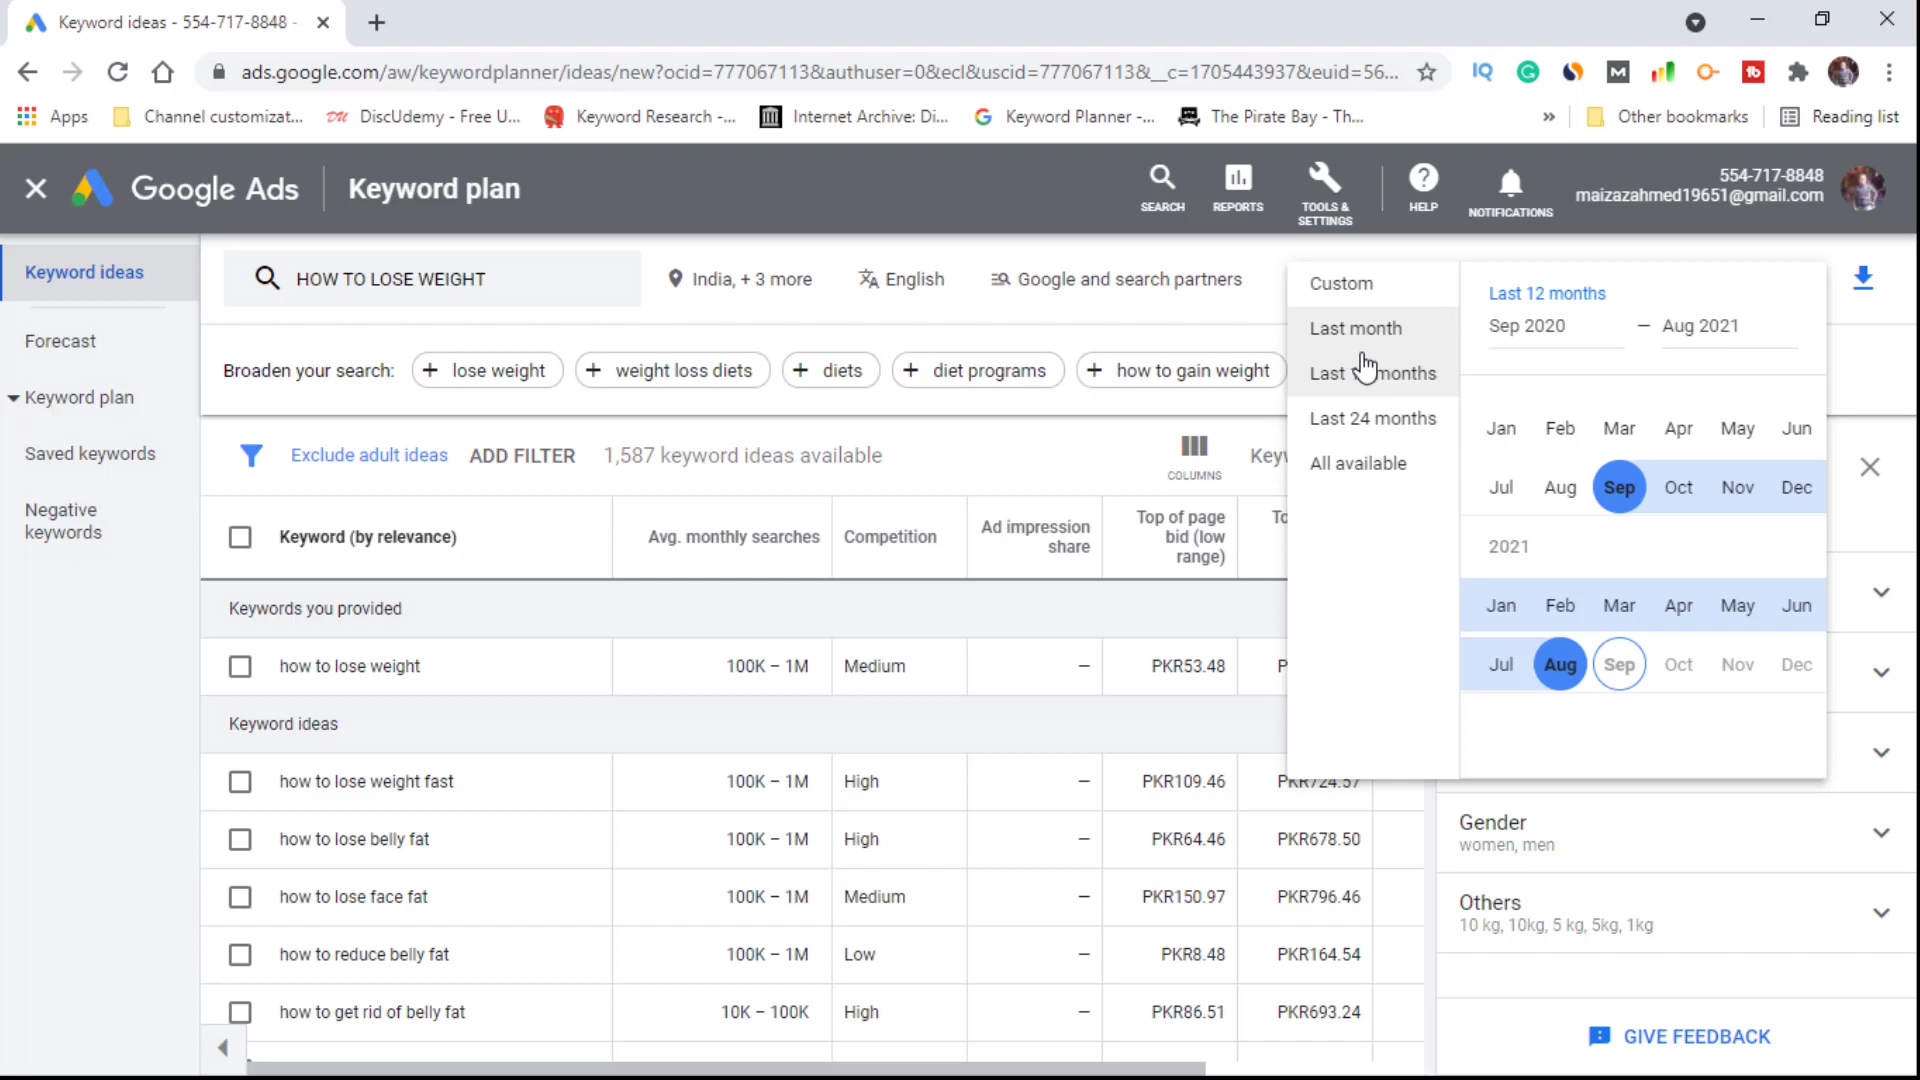 Keyword ideas - 554-717-8848 -
ads.google.com/aw/keywordplanner/ideas/new?ocid=777067113&authuser=0&ecl&uscid=777067113&__c=1705443937&euid=56...
Apps
Channel customizat...
DU DiscUdemy - Free U...
Keyword Research -...
Internet Archive: Di...
Keyword Planner -...
The Pirate Bay - Th...
»
Other bookmarks
Reading list
Google Ads
Keyword plan
SEARCH
REPORTS
TOOLS &
SETTINGS
HELP
NOTIFICATIONS
554-717-8848
maizazahmed19651@gmail.com
Keyword ideas
Forecast
Keyword plan
Saved keywords
Negative
keywords
HOW TO LOSE WEIGHT
India, + 3 more
English
Google and search partners
Custom
Last month
Last months
Last 24 months
All available
Last 12 months
Sep 2020 – Aug 2021
Jan Feb Mar Apr May Jun
Jul Aug Sep Oct Nov Dec
2021
Jan Feb Mar Apr May Jun
Jul Aug Sep Oct Nov Dec
Broaden your search:
+ lose weight
+ weight loss diets
+ diets
+ diet programs
+ how to gain weight
Exclude adult ideas
ADD FILTER
1,587 keyword ideas available
COLUMNS
Keyword (by relevance)
Avg. monthly searches
Competition
Ad impression
share
Top of page
bid (low
range)
Keywords you provided
how to lose weight 100K – 1M Medium – PKR53.48
Keyword ideas
how to lose weight fast 100K – 1M High – PKR109.46 PKR724.57
how to lose belly fat 100K – 1M High – PKR64.46 PKR678.50
how to lose face fat 100K – 1M Medium – PKR150.97 PKR796.46
how to reduce belly fat 100K – 1M Low – PKR8.48 PKR164.54
how to get rid of belly fat 10K – 100K High – PKR86.51 PKR693.24
Gender
women, men
Others
10 kg, 10kg, 5 kg, 5kg, 1kg
GIVE FEEDBACK